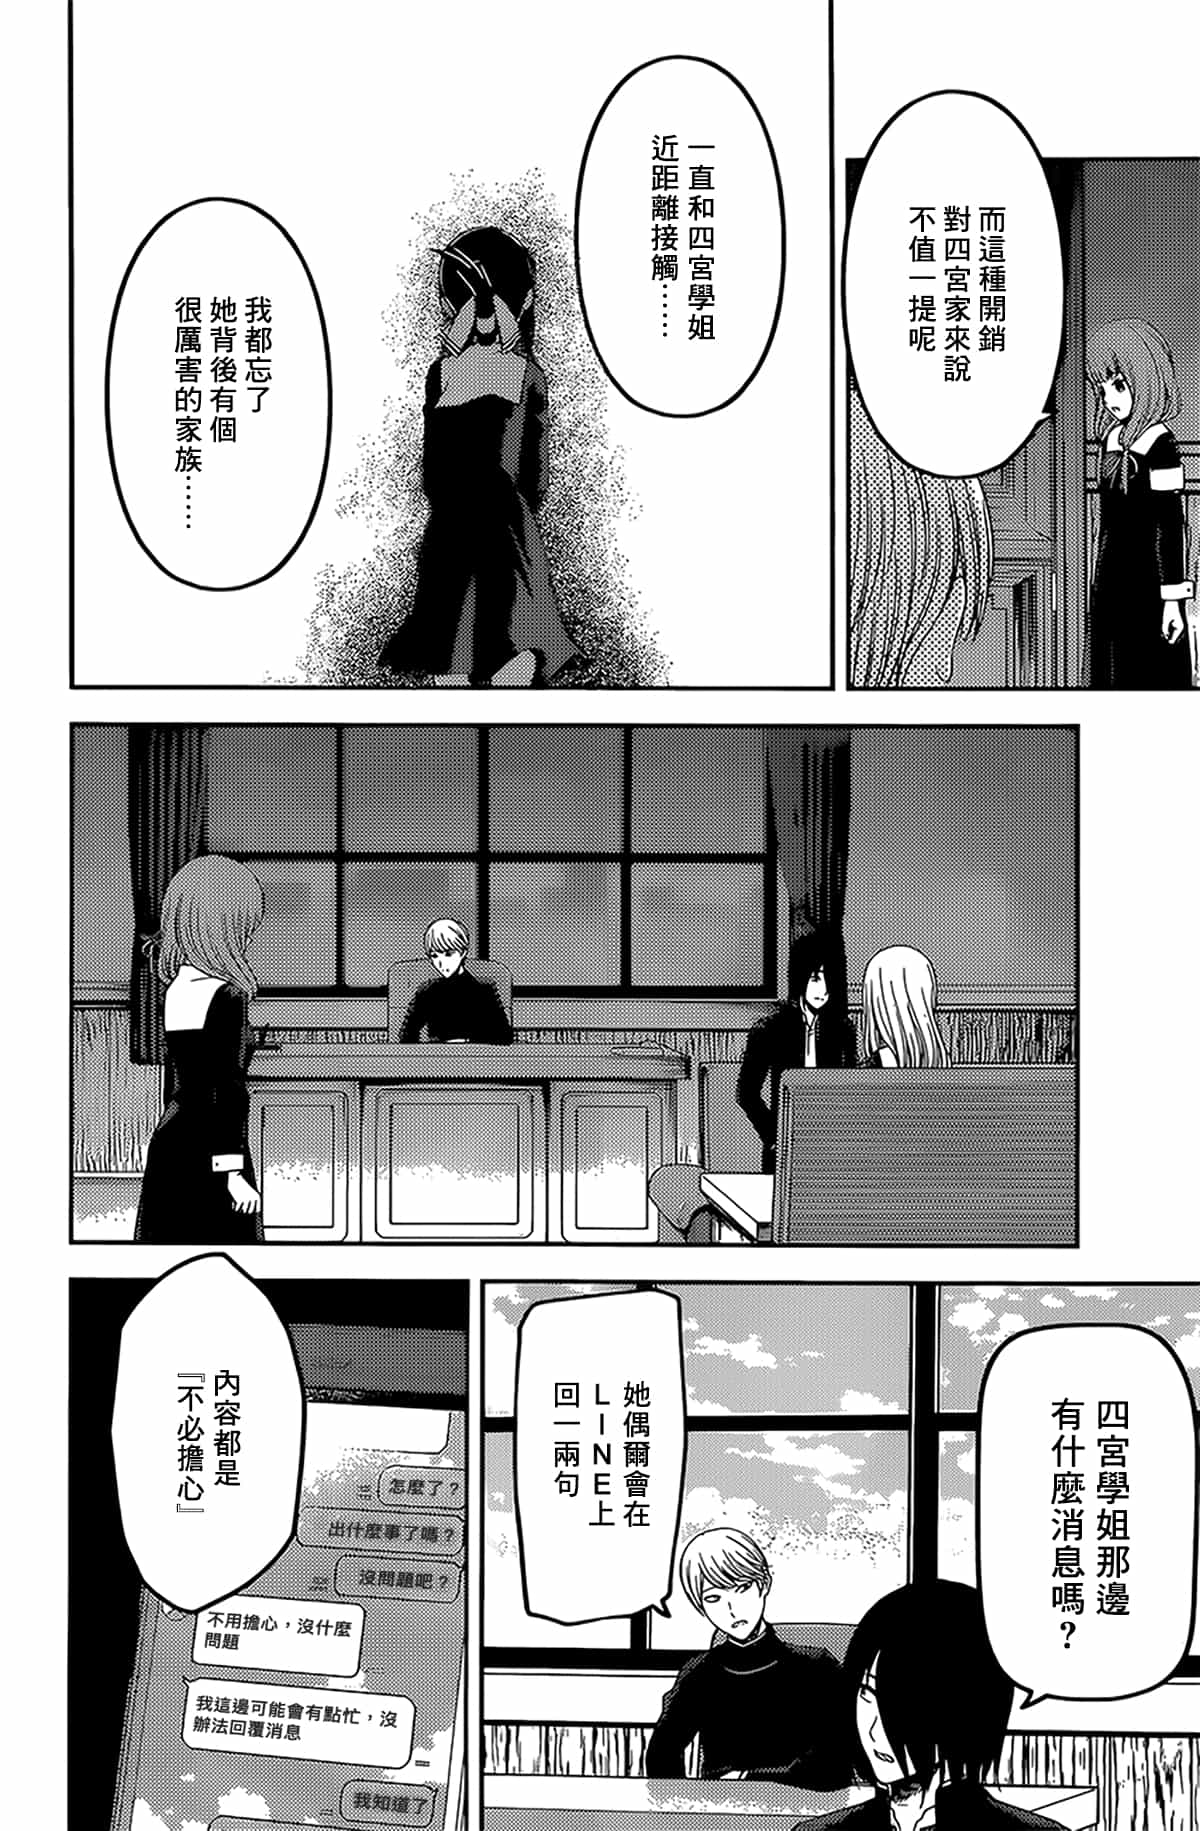 而這種開銷
對四宮家來說
不值一提呢
一直和四宮學姐
近距離接觸……
我都忘了
她背後有個
很厲害的家族……
四宮學姐那邊
有什麼消息嗎？
她偶爾會在
LINE上
回一兩句
內容都是
『不必擔心』
怎麼了？
出什麼事了嗎？
沒問題吧？
不用擔心，沒什麼
問題
我這邊可能會有點忙，沒
辦法回覆消息
我知道了